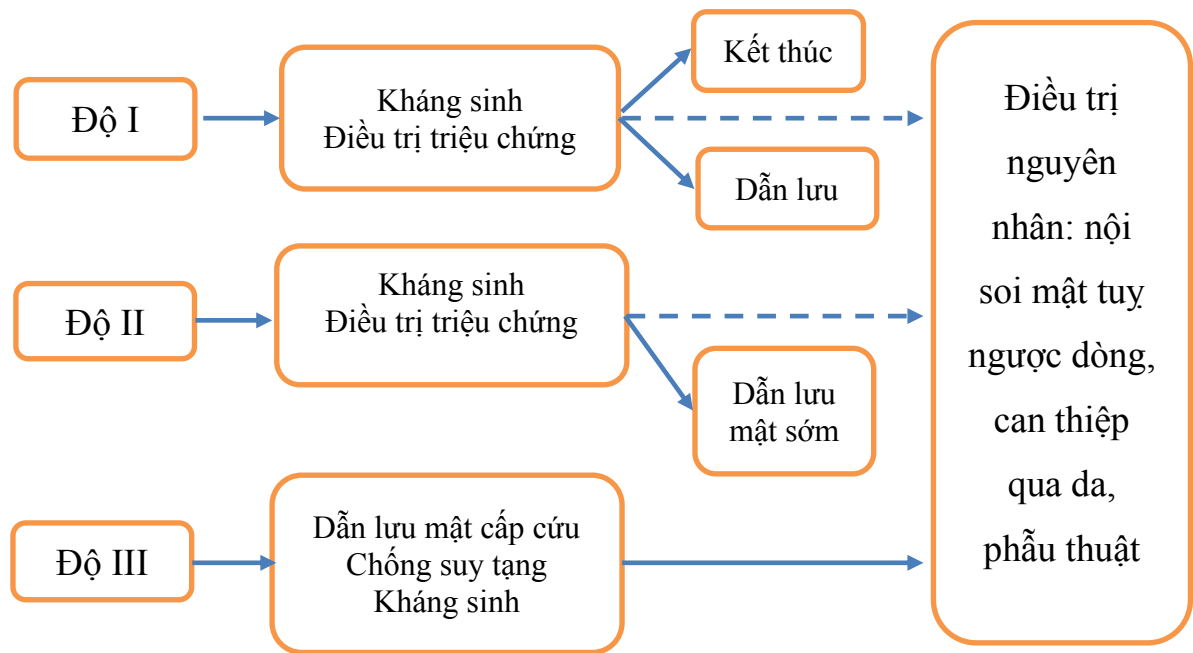 Độ I
Kháng sinh
Điều trị triệu chứng
Kết thúc
Dẫn lưu
Độ II
Kháng sinh
Điều trị triệu chứng
Dẫn lưu
mật sớm
Độ III
Dẫn lưu mật cấp cứu
Chống suy tạng
Kháng sinh
Điều trị
nguyên
nhân: nội
soi mật tuỵ
ngược dòng,
can thiệp
qua da,
phẫu thuật